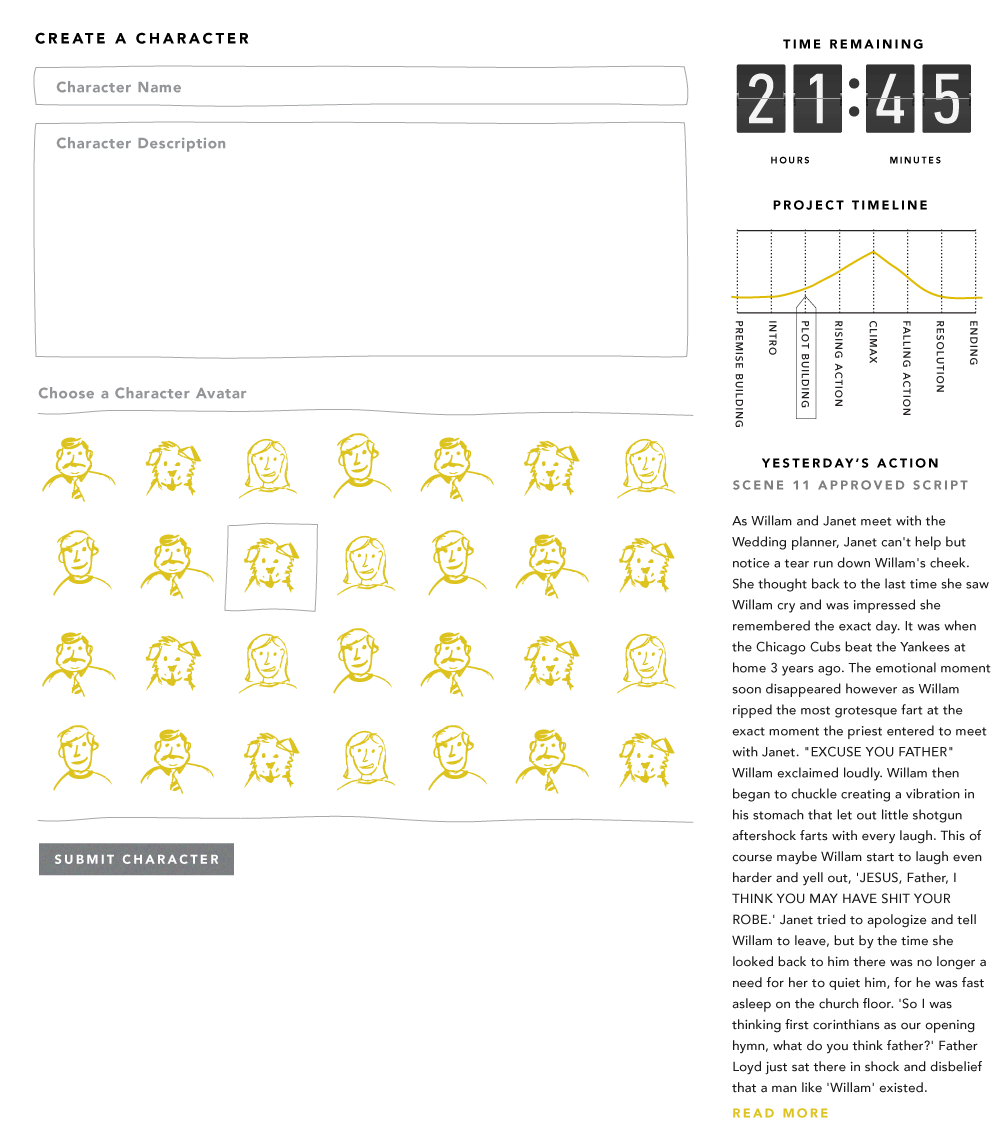 CREATE A CHARACTER
Character Name
Character Description
Choose a Character Avatar
SUBMIT CHARACTER
TIME REMAINING
21:45
HOURS MINUTES
PROJECT TIMELINE
PREMISE BUILDING
INTRO
PLOT BUILDING
RISING ACTION
CLIMAX
FALLING ACTION
RESOLUTION
ENDING
YESTERDAY'S ACTION
SCENE 11 APPROVED SCRIPT
As Willam and Janet meet with the
Wedding planner, Janet can't help but
notice a tear run down Willam's cheek.
She thought back to the last time she saw
Willam cry and was impressed she
remembered the exact day. It was when
the Chicago Cubs beat the Yankees at
home 3 years ago. The emotional moment
soon disappeared however as Willam
ripped the most grotesque fart at the
exact moment the priest entered to meet
with Janet. "EXCUSE YOU FATHER"
Willam exclaimed loudly. Willam then
began to chuckle creating a vibration in
his stomach that let out little shotgun
aftershock farts with every laugh. This of
course maybe Willam start to laugh even
harder and yell out, 'JESUS, Father, I
THINK YOU MAY HAVE SHIT YOUR
ROBE.' Janet tried to apologize and tell
Willam to leave, but by the time she
looked back to him there was no longer a
need for her to quiet him, for he was fast
asleep on the church floor. 'So I was
thinking first corinthians as our opening
hymn, what do you think father?' Father
Loyd just sat there in shock and disbelief
that a man like 'Willam' existed.
READ MORE